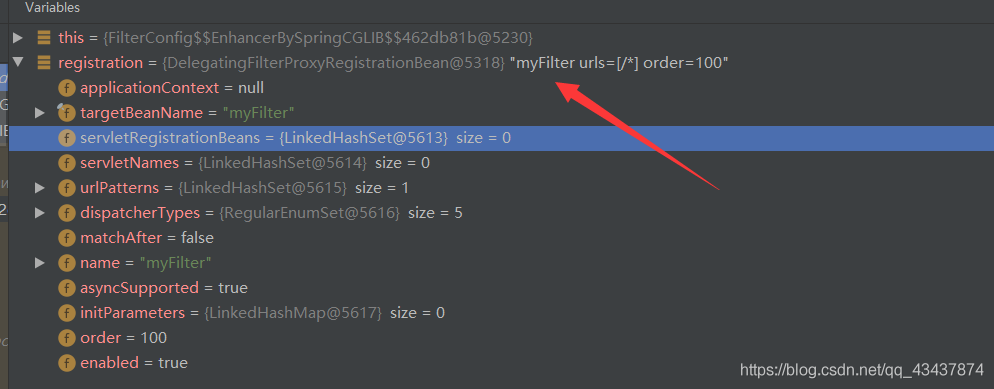 Variables
this = {FilterConfig$$EnhancerBySpringCGLIB$$462db81b@5230}
registration = {DelegatingFilterProxyRegistrationBean@5318} "myFilter urls=[/*] order=100"
f applicationContext = null
f targetBeanName = "myFilter"
f servletRegistrationBeans = {LinkedHashSet@5613} size = 0
f servletNames = {LinkedHashSet@5614} size = 0
f urlPatterns = {LinkedHashSet@5615} size = 1
f dispatcherTypes = {RegularEnumSet@5616} size = 5
f matchAfter = false
f name = "myFilter"
f asyncSupported = true
f initParameters = {LinkedHashMap@5617} size = 0
f order = 100
f enabled = true
https://blog.csdn.net/qq_43437874